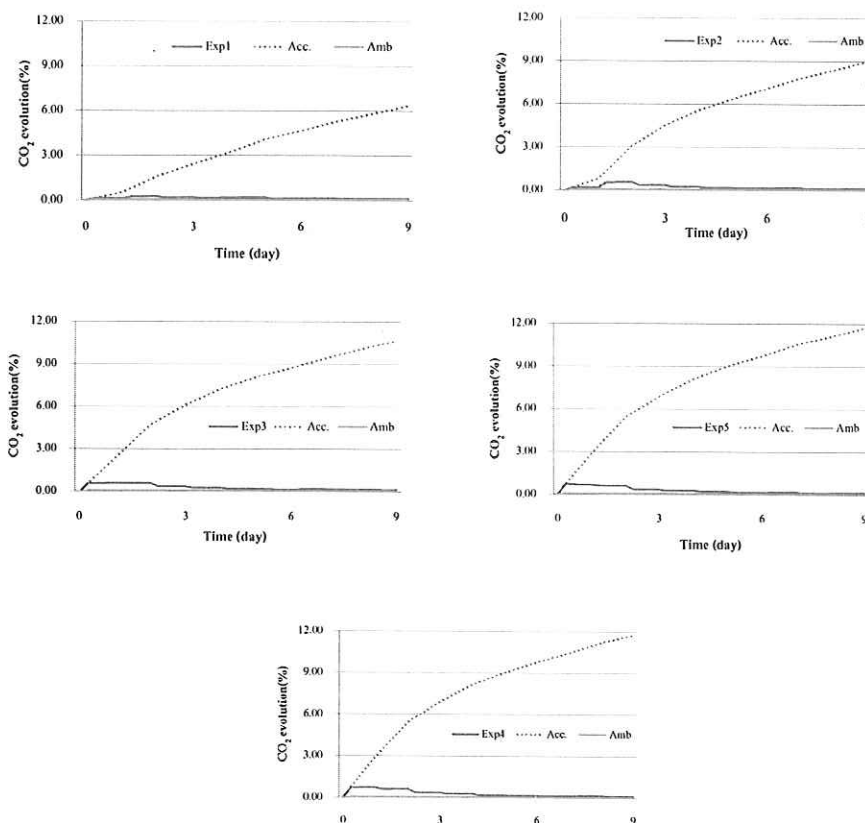 12.00
Exp1 Acc. Amb
9.00
6.00
3.00
0.00
CO2 evolution(%)
0 3 6 9
Time (day)
12.00
Exp2 Acc. Amb
9.00
6.00
3.00
0.00
CO2 evolution(%)
0 3 6 9
Time (day)
12.00
9.00
6.00
Exp3 Acc. Amb
3.00
0.00
CO2 evolution(%)
0 3 6 9
Time (day)
12.00
9.00
6.00
Exp5 Acc. Amb
3.00
0.00
CO2 evolution(%)
0 3 6 9
Time (day)
12.00
9.00
6.00
Exp4 Acc. Amb
3.00
0.00
CO2 evolution(%)
0 3 6 9
Time (day)